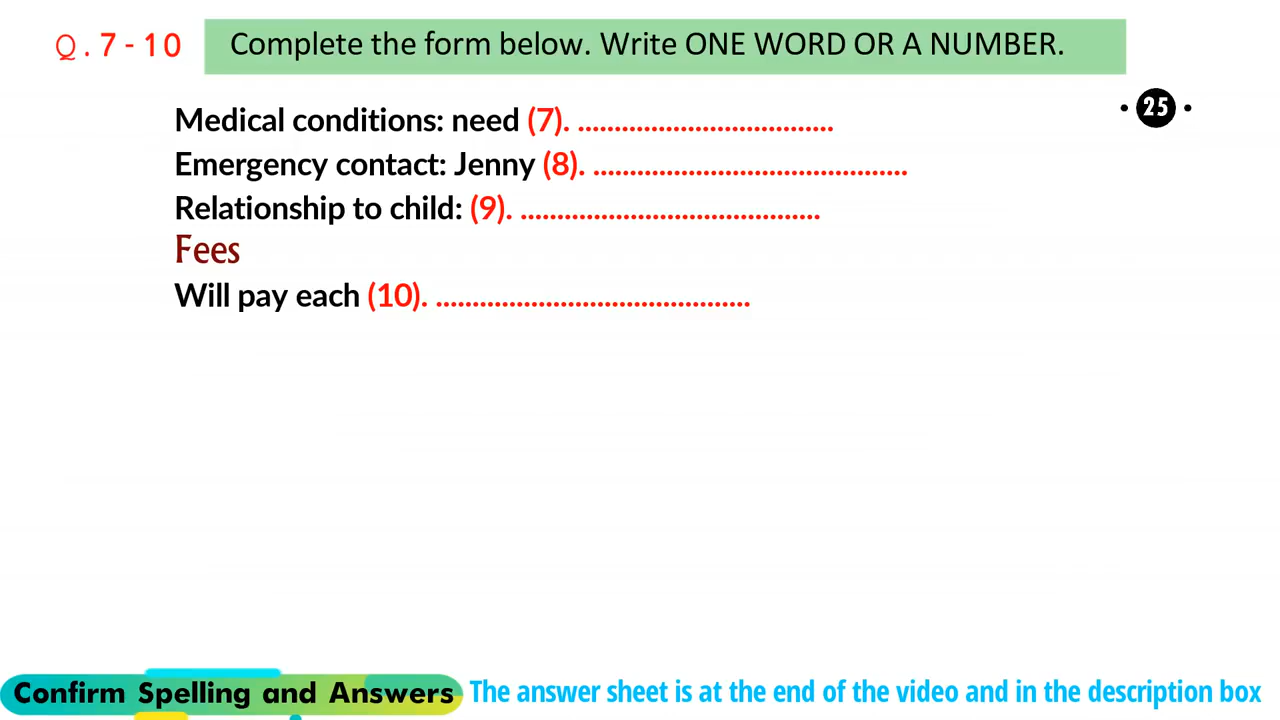 Q. 7-10 Complete the form below. Write ONE WORD OR A NUMBER.
25
Medical conditions: need (7). ...................................
Emergency contact: Jenny (8). ...........................................
Relationship to child: (9). .........................................
Fees
Will pay each (10). ...........................................
Confirm Spelling and Answers The answer sheet is at the end of the video and in the description box